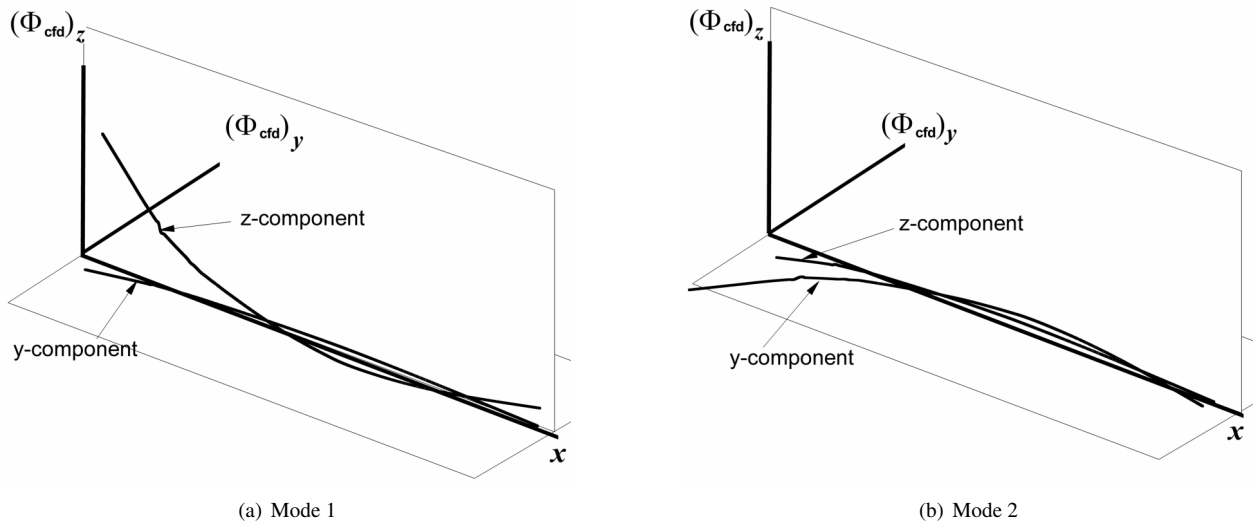 (Φcfd)z
(Φcfd)y
z-component
y-component
x
(a) Mode 1
(Φcfd)z
(Φcfd)y
z-component
y-component
x
(b) Mode 2